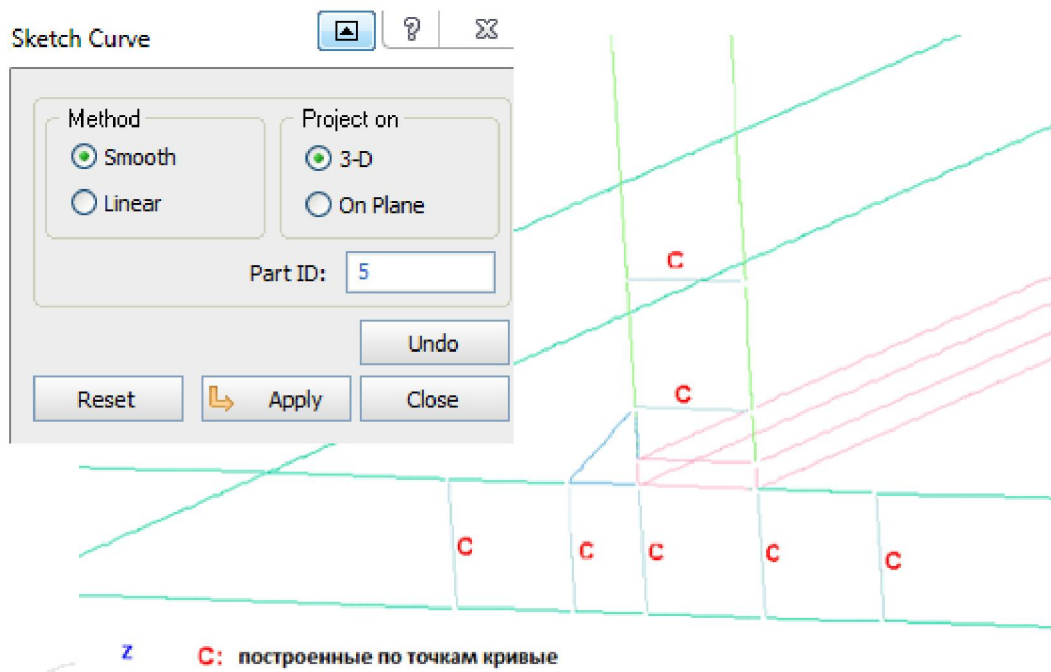 Sketch Curve ?
Method Project on
Smooth 3-D
Linear On Plane
Part ID: 5
Undo
Reset Apply Close
C
C
C C C C C
z C: построенные по точкам кривые